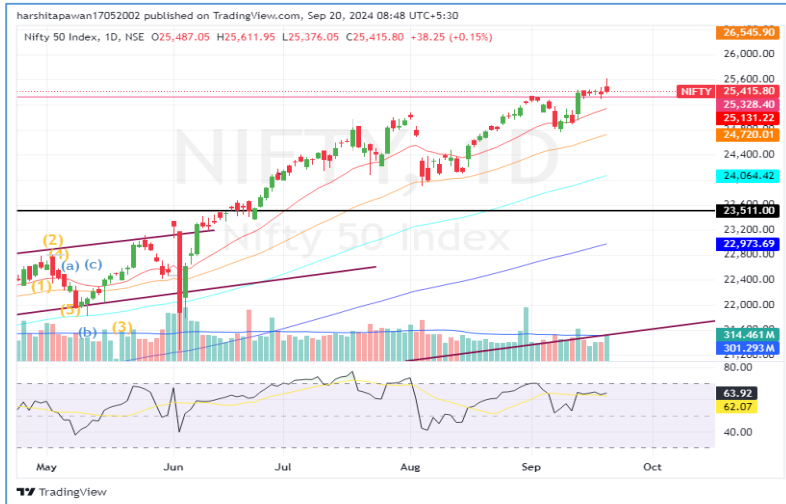 harshitapawan17052002 published on TradingView.com, Sep 20, 2024 08:48 UTC+5:30
Nifty 50 Index, 1D, NSE O25,487.05 H25,611.95 L25,376.05 C25,415.80 +38.25 (+0.15%)
26,545.90
26,000.00
25,600.00
NIFTY 25,415.80
25,328.40
25,131.22
24,720.01
24,400.00
24,064.42
23,511.00
23,200.00
22,973.69
22,800.00
22,400.00
22,000.00
314.461M
301.293M
NIFTY, 1D
Nifty 50 Index
(2)
(4)
(a) (c)
(1)
(5)
(b) (3)
80.00
63.92
62.07
40.00
May Jun Jul Aug Sep Oct
TradingView